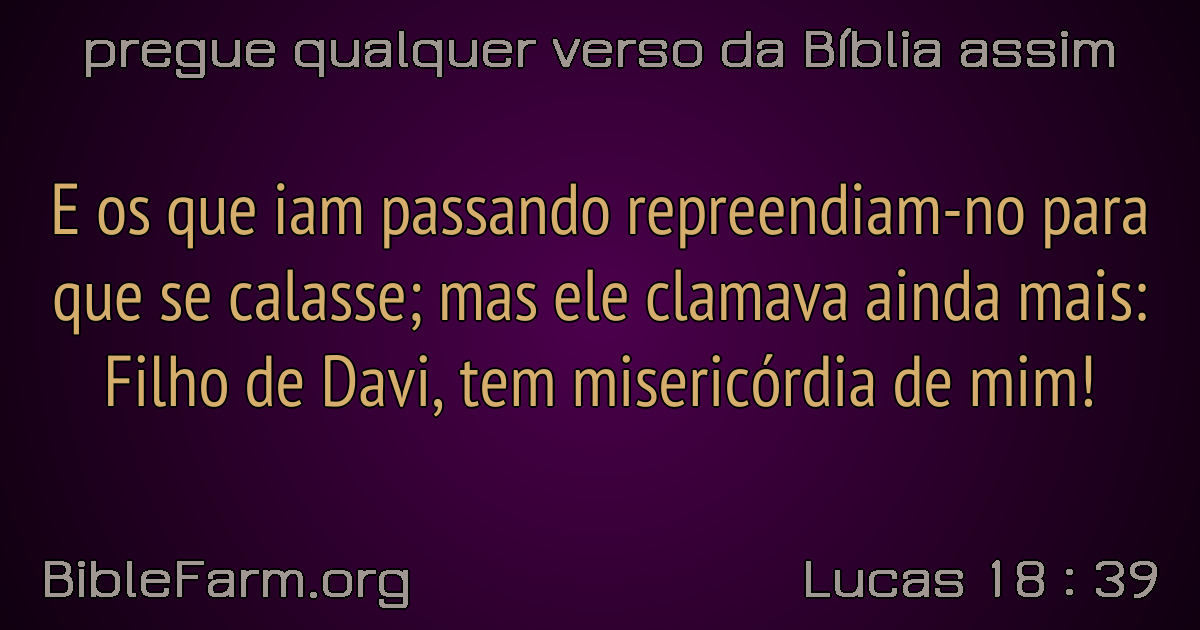 pregue qualquer verso da Bíblia assim
E os que iam passando repreendiam-no para
que se calasse; mas ele clamava ainda mais:
Filho de Davi, tem misericórdia de mim!
BibleFarm.org
Lucas 18 : 39